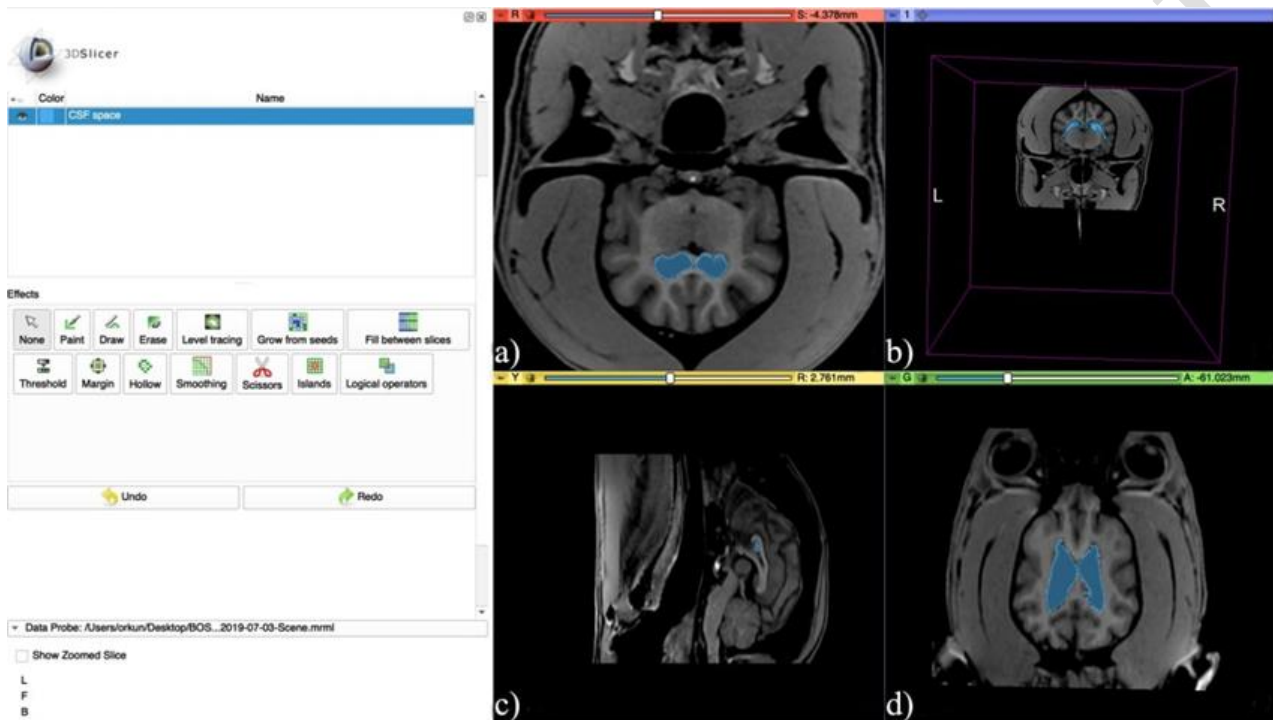 3DSlicer
Color Name
CSF space
Effects
None Paint Draw Erase Level tracing Grow from seeds Fill between slices
Threshold Margin Hollow Smoothing Scissors Islands Logical operators
Undo Redo
Data Probe: /Users/orkun/Desktop/BOS...2019-07-03-Scene.mrml
Show Zoomed Slice
L
F
B
R S: -4.378mm
a)
1
L
R
b)
Y R: 2.761mm
c)
G A: -61.023mm
d)